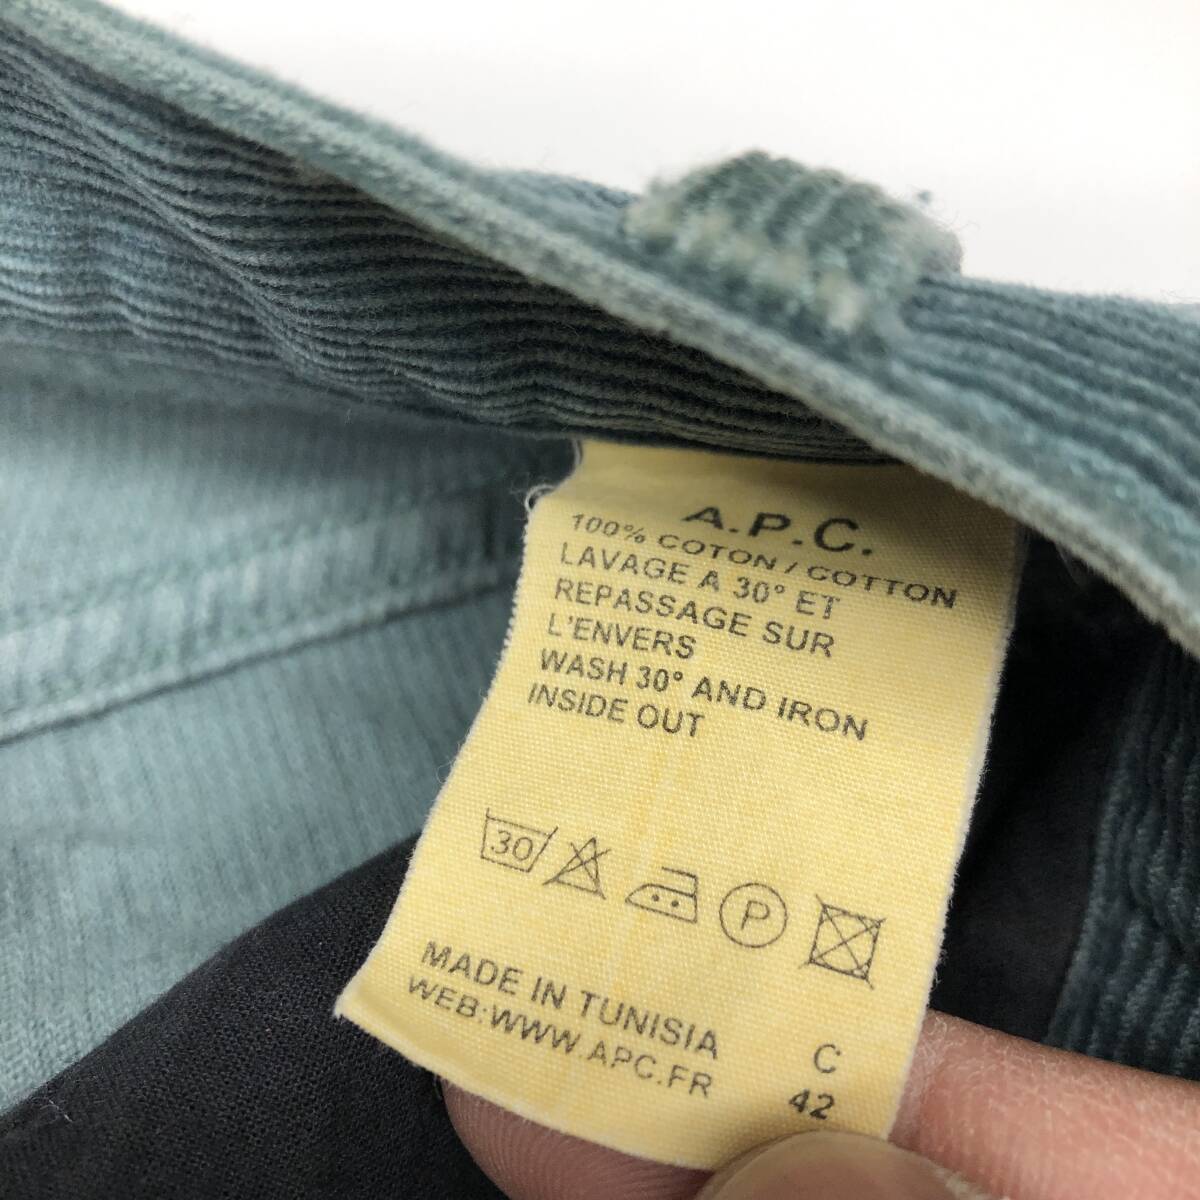 A.P.C.
100% COTON / COTTON
LAVAGE A 30° ET
REPASSAGE SUR
L'ENVERS
WASH 30° AND IRON
INSIDE OUT
30
P
MADE IN TUNISIA
WEB:WWW.APC.FR
C
42